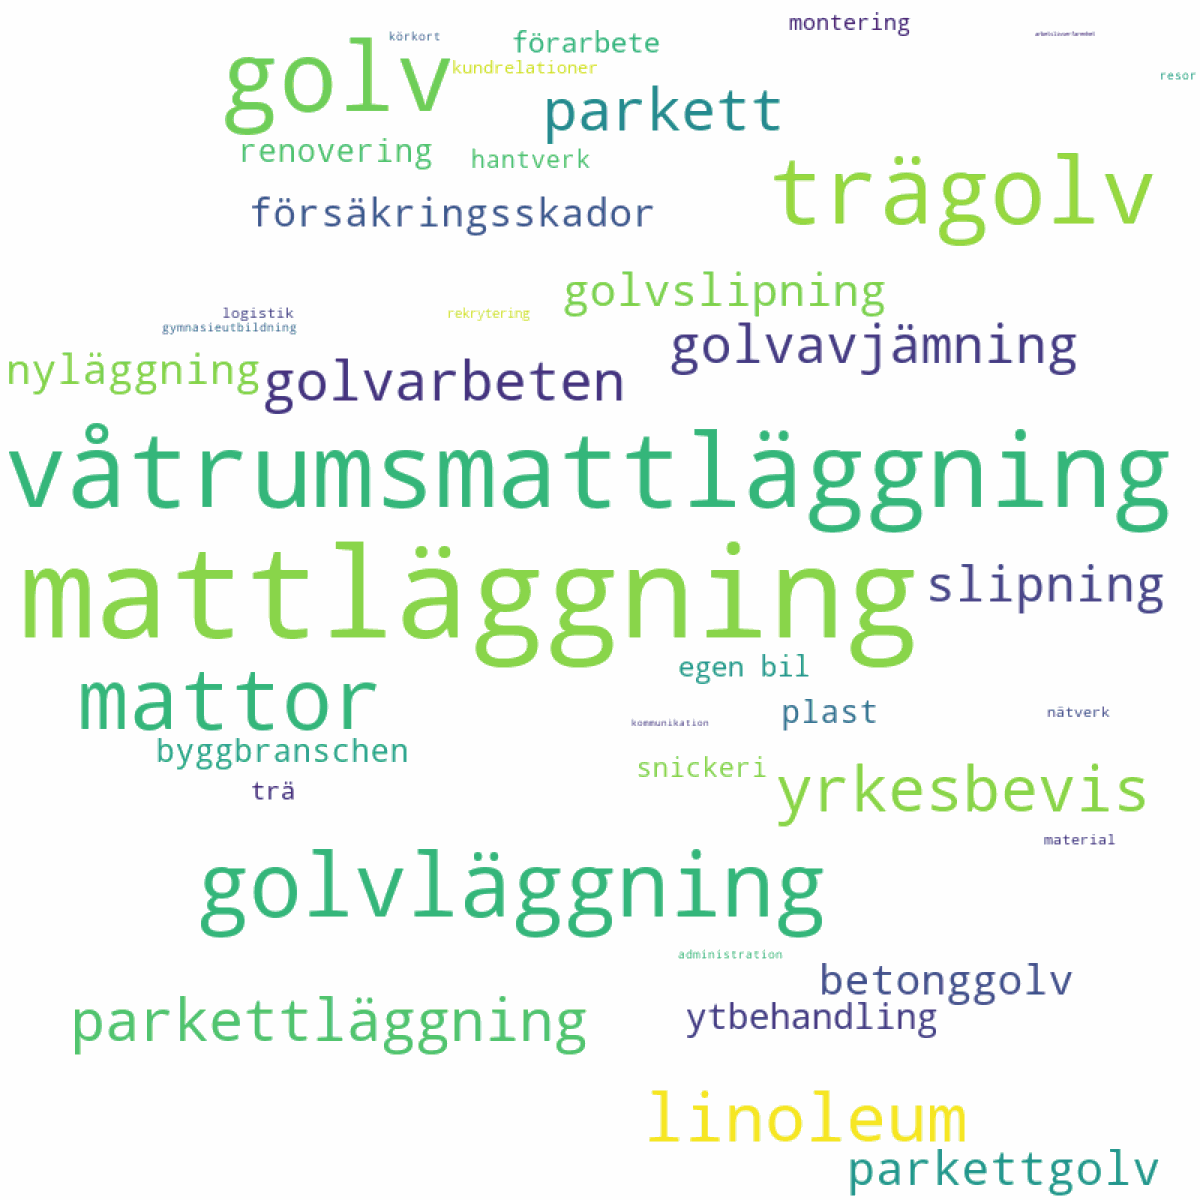 montering
körkort
förarbete
golv
kundrelationer
resor
parkett
renovering
hantverk
trägolv
försäkringsskador
golvslipning
logistik
rekrytering
gymnasieutbildning
golvavjämning
nyläggning
golvarbeten
våtrumsmattläggning
mattläggning
slipning
egen bil
mattor
plast
nätverk
kommunikation
byggbranschen
snickeri
trä
yrkesbevis
material
golvläggning
administration
betonggolv
parkettläggning
ytbehandling
linoleum
parkettgolv